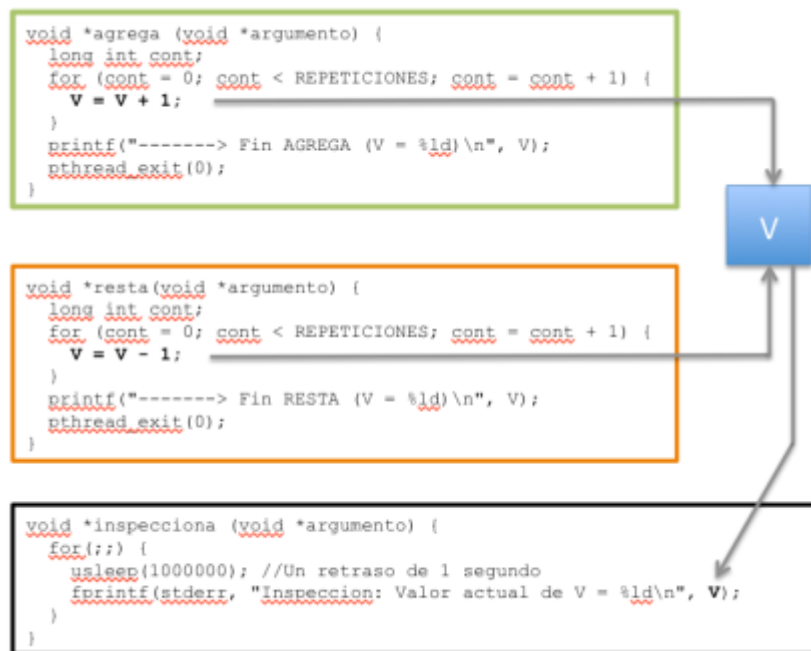 void *agrega (void *argumento) {
long int cont;
for (cont = 0; cont < REPETICIONES; cont = cont + 1) {
V = V + 1;
}
printf("-------> Fin AGREGA (V = %ld)\n", V);
pthread_exit(0);
}
V
void *resta(void *argumento) {
long int cont;
for (cont = 0; cont < REPETICIONES; cont = cont + 1) {
V = V - 1;
}
printf("-------> Fin RESTA (V = %ld)\n", V);
pthread_exit(0);
}
void *inspecciona (void *argumento) {
for(;;) {
usleep(1000000); //Un retraso de 1 segundo
fprintf(stderr, "Inspeccion: Valor actual de V = %ld\n", V);
}
}